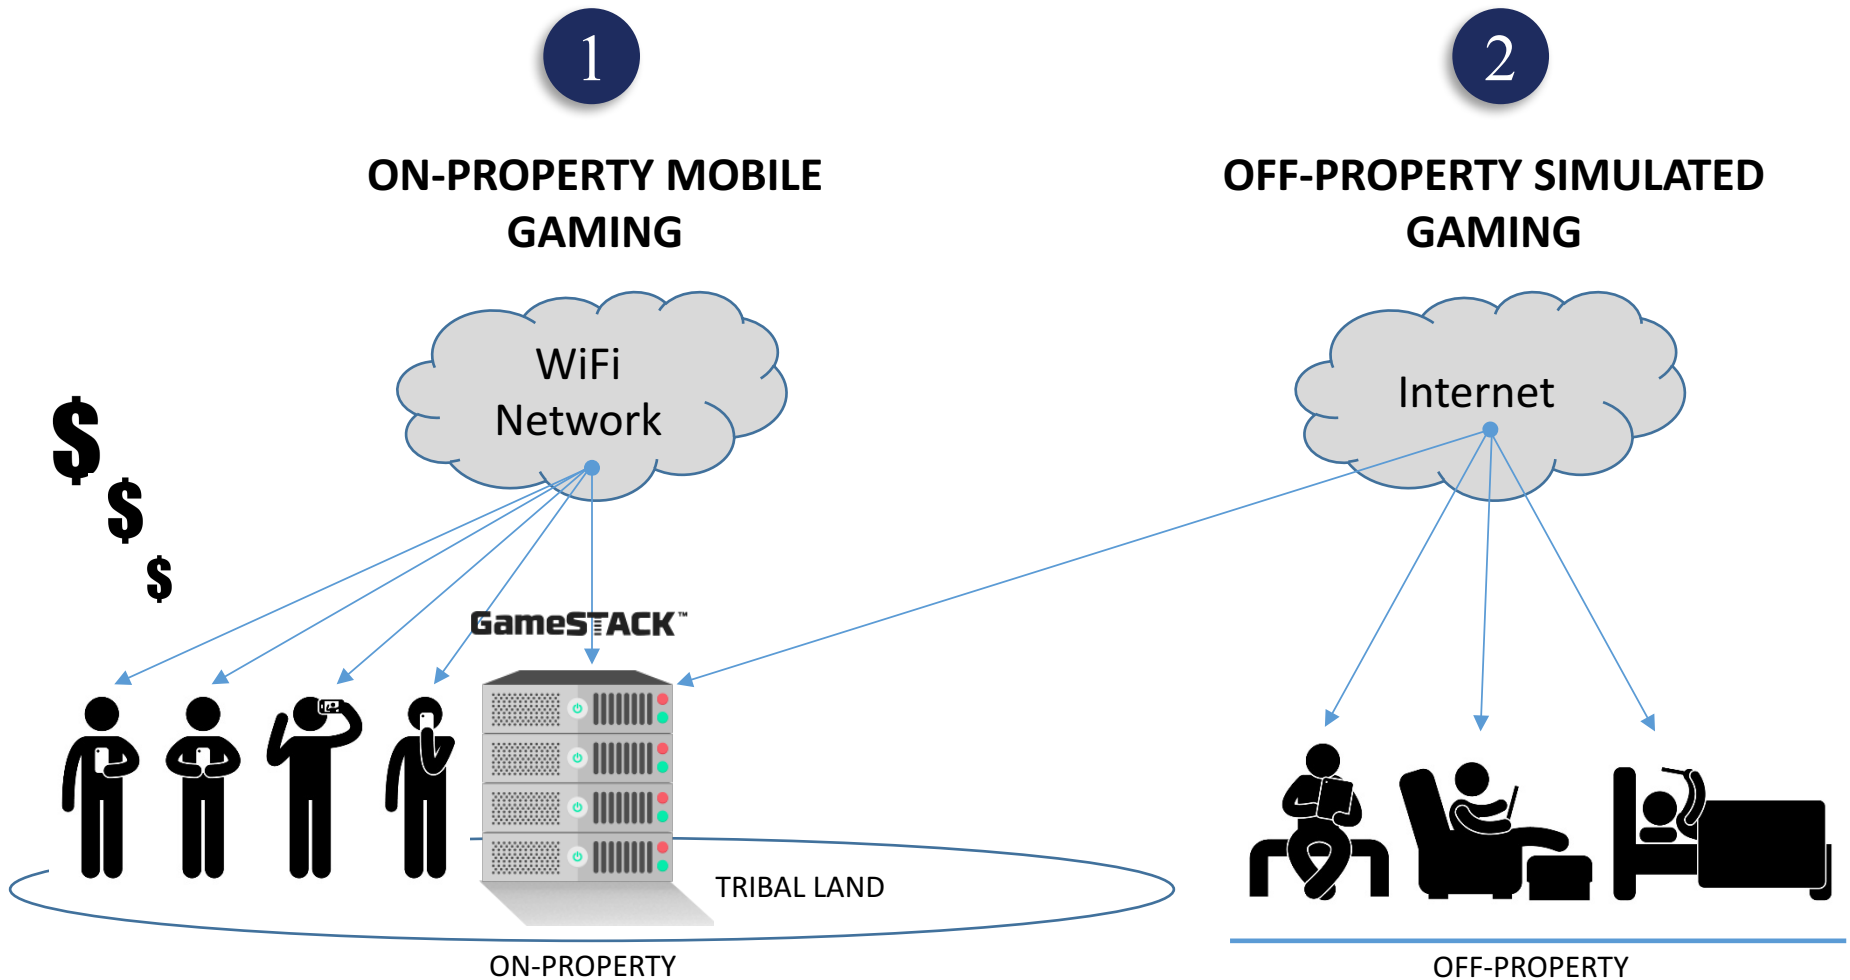 1
ON-PROPERTY MOBILE
GAMING
WiFi
Network
$
$
$
GameSTACK™
TRIBAL LAND
ON-PROPERTY
2
OFF-PROPERTY SIMULATED
GAMING
Internet
OFF-PROPERTY